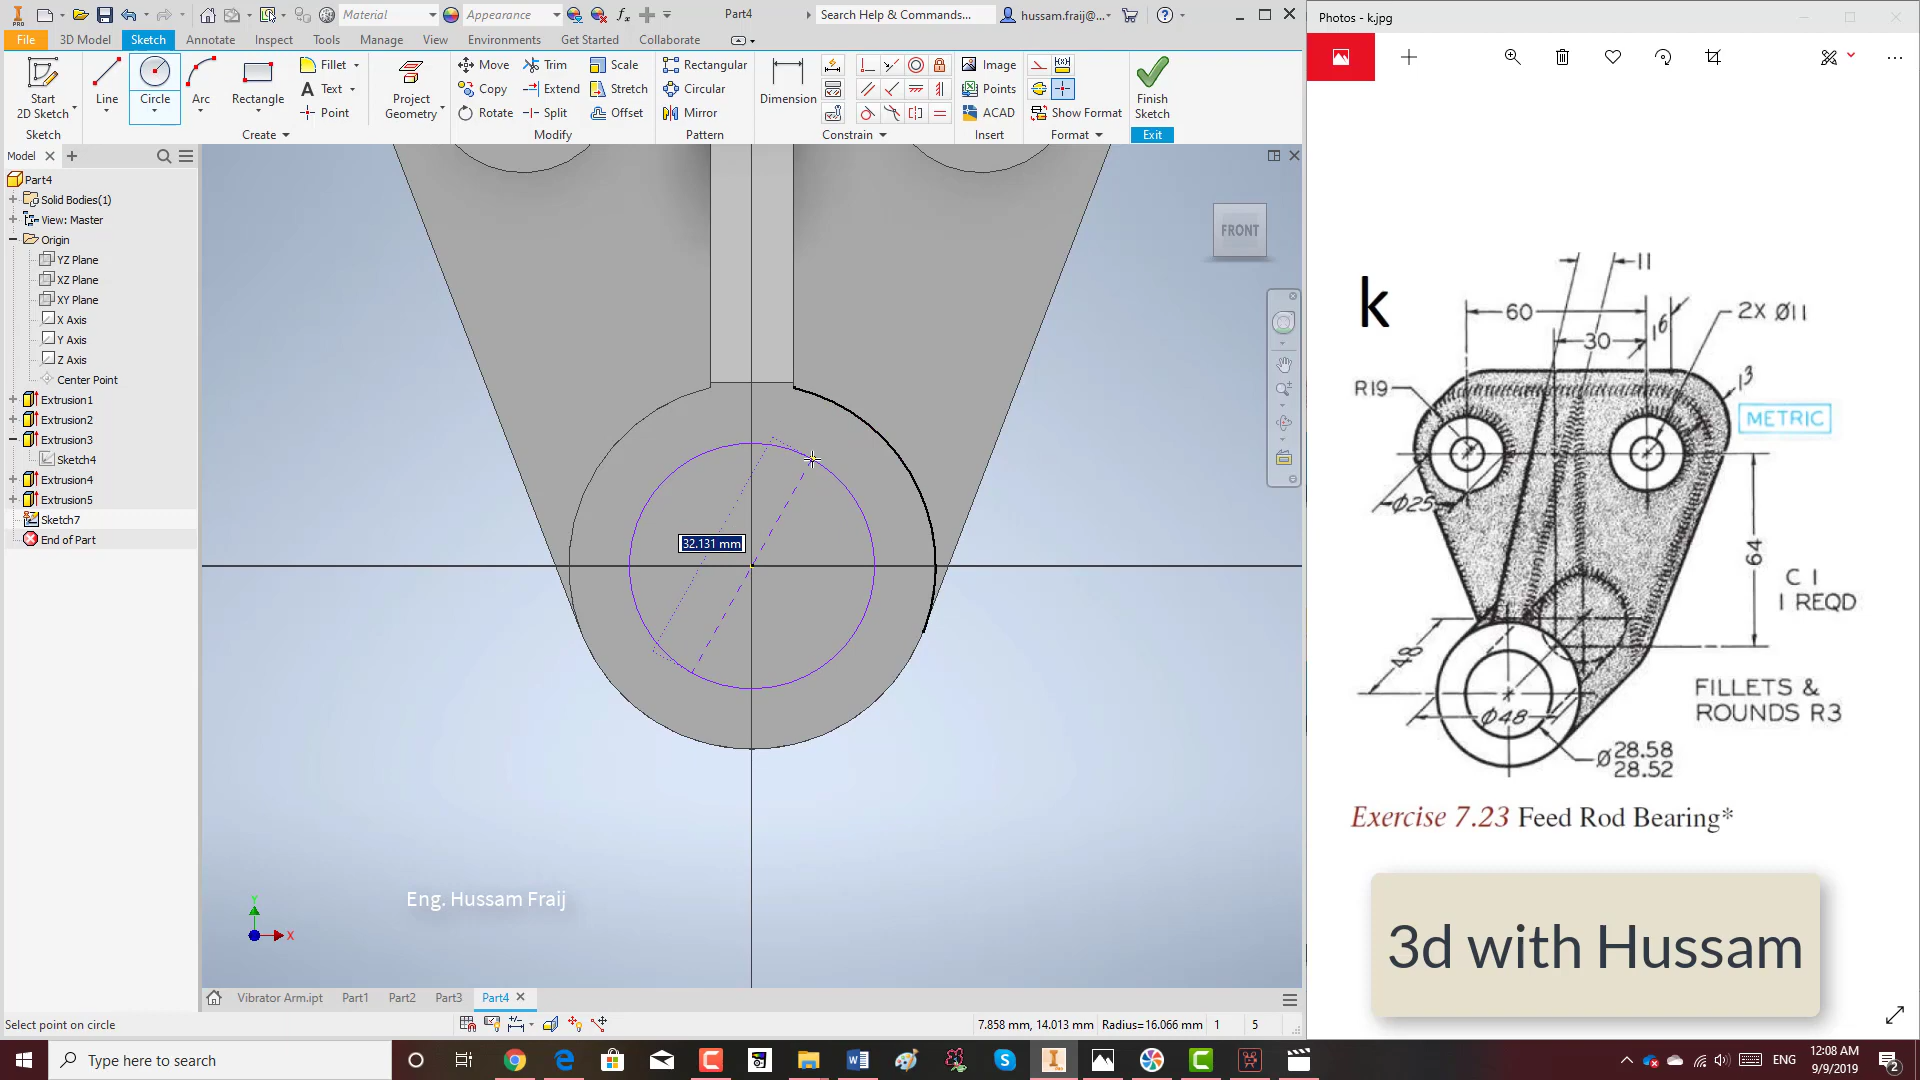 Material
Appearance
Part4
Search Help & Commands...
hussam.fraij@...
File
3D Model
Sketch
Annotate
Inspect
Tools
Manage
View
Environments
Get Started
Collaborate
Start
2D Sketch
Line
Circle
Arc
Rectangle
Fillet
Text
Point
Project
Geometry
Move
Copy
Rotate
Trim
Extend
Split
Scale
Stretch
Offset
Rectangular
Circular
Mirror
Dimension
Image
Points
ACAD
Show Format
Finish
Sketch
Sketch
Create
Modify
Pattern
Constrain
Insert
Format
Exit
Model
Part4
Solid Bodies(1)
View: Master
Origin
YZ Plane
XZ Plane
XY Plane
X Axis
Y Axis
Z Axis
Center Point
Extrusion1
Extrusion2
Extrusion3
Sketch4
Extrusion4
Extrusion5
Sketch7
End of Part
FRONT
32.131 mm
Eng. Hussam Fraij
Y
X
Vibrator Arm.ipt
Part1
Part2
Part3
Part4
Select point on circle
7.858 mm, 14.013 mm
Radius=16.066 mm
1
5
Photos - k.jpg
k
11
60
16
2X Ø11
30
R19
13
METRIC
Ø25
64
C I
1 REQD
48
FILLETS &
ROUNDS R3
Ø48
Ø28.58
28.52
Exercise 7.23 Feed Rod Bearing*
3d with Hussam
Type here to search
ENG
12:08 AM
9/9/2019
2